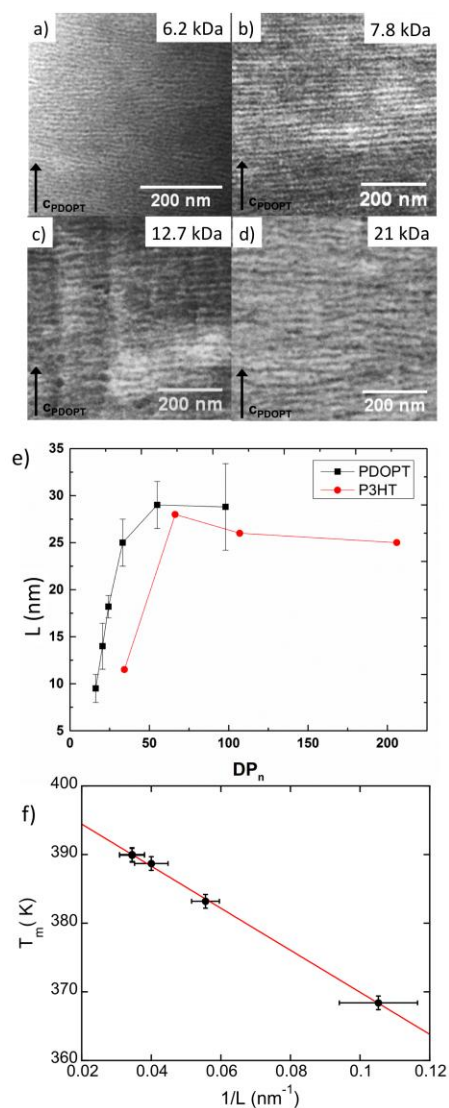 a)
6.2 kDa
200 nm
cPDOPT
b)
7.8 kDa
200 nm
cPDOPT
c)
12.7 kDa
200 nm
cPDOPT
d)
21 kDa
200 nm
cPDOPT
e)
35
30
25
20
15
10
5
L (nm)
PDOPT
P3HT
0 50 100 150 200
DPn
f)
400
390
380
370
360
Tm( K)
0.02 0.04 0.06 0.08 0.1 0.12
1/L (nm-1)